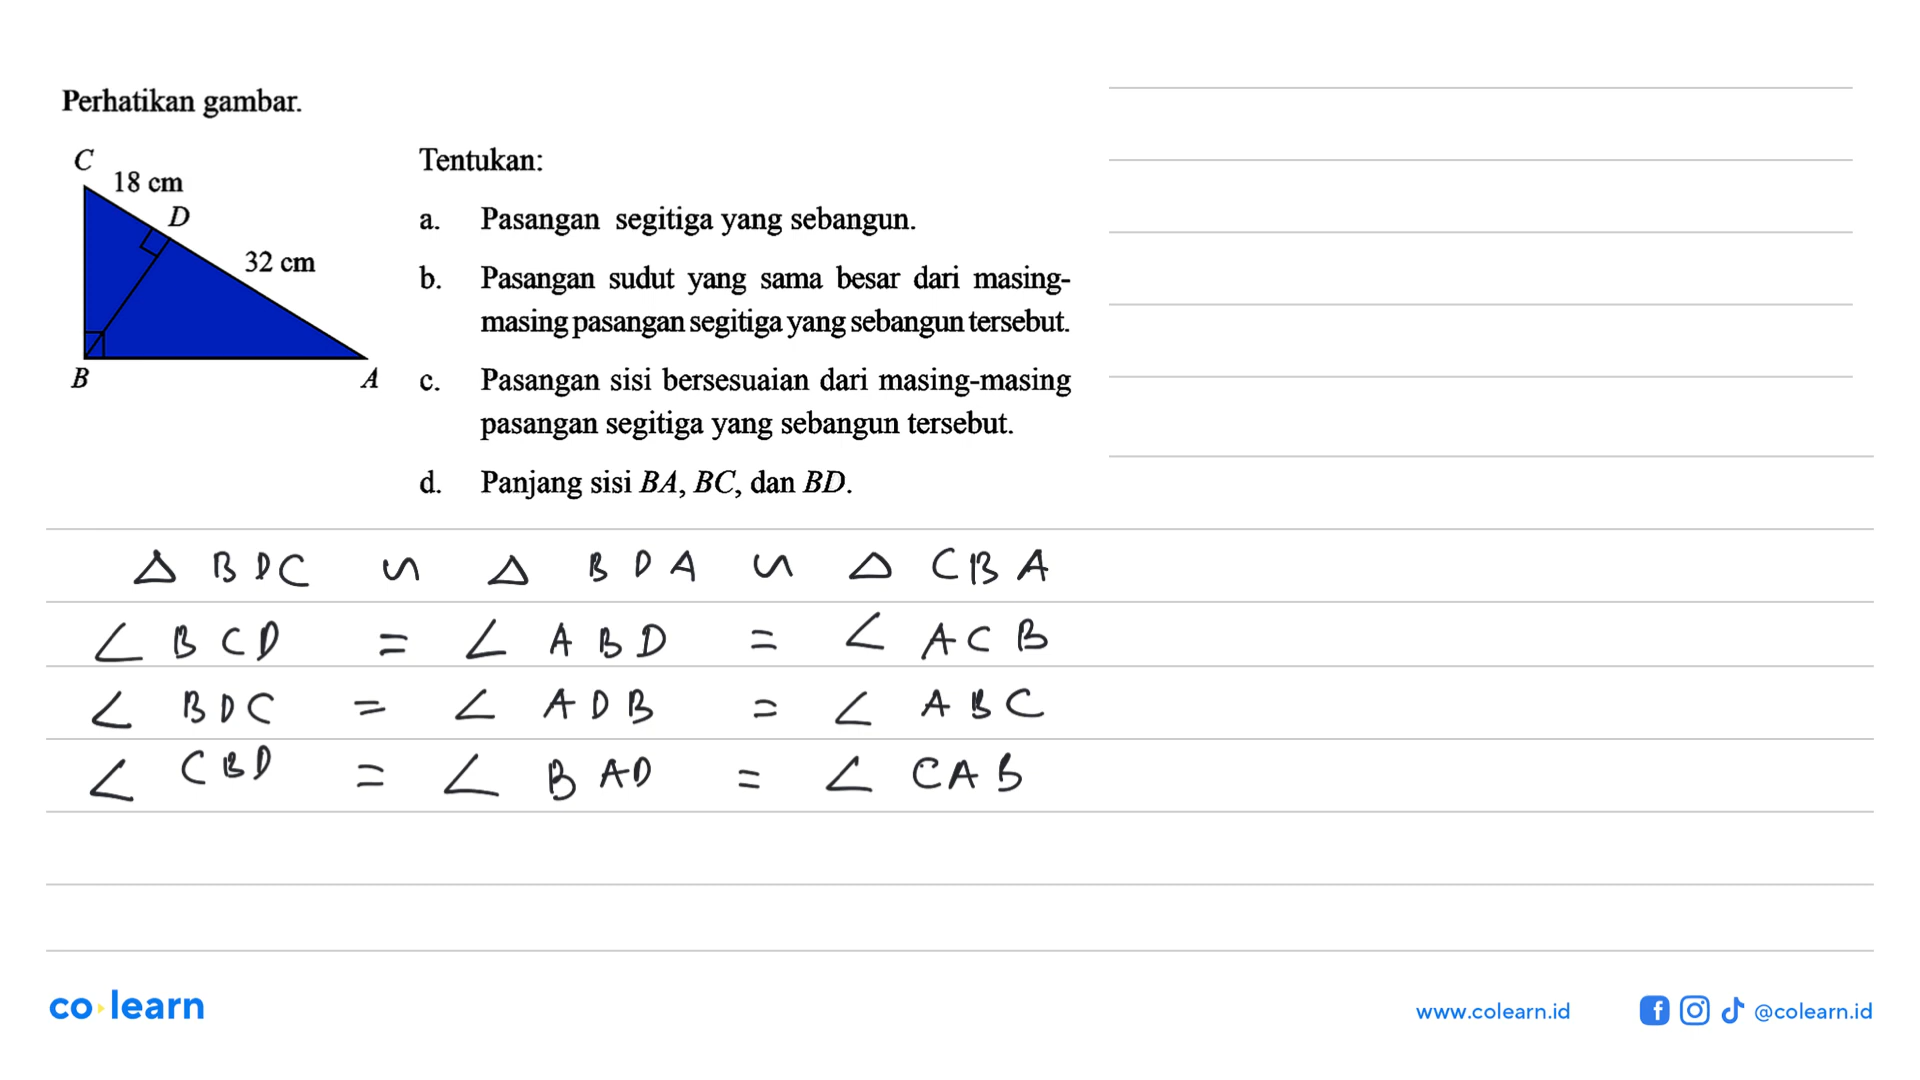 Perhatikan gambar.
C
18 cm
D
32 cm
B
A
Tentukan:
a. Pasangan segitiga yang sebangun.
b. Pasangan sudut yang sama besar dari masing-
masing pasangan segitiga yang sebangun tersebut.
c. Pasangan sisi bersesuaian dari masing-masing
pasangan segitiga yang sebangun tersebut.
d. Panjang sisi BA, BC, dan BD.
△ BDC ∽ △ BDA ∽ △ CBA
∠ BCD = ∠ ABD = ∠ ACB
∠ BDC = ∠ ADB = ∠ ABC
∠ CBD = ∠ BAD = ∠ CAB
co learn
www.colearn.id
@colearn.id